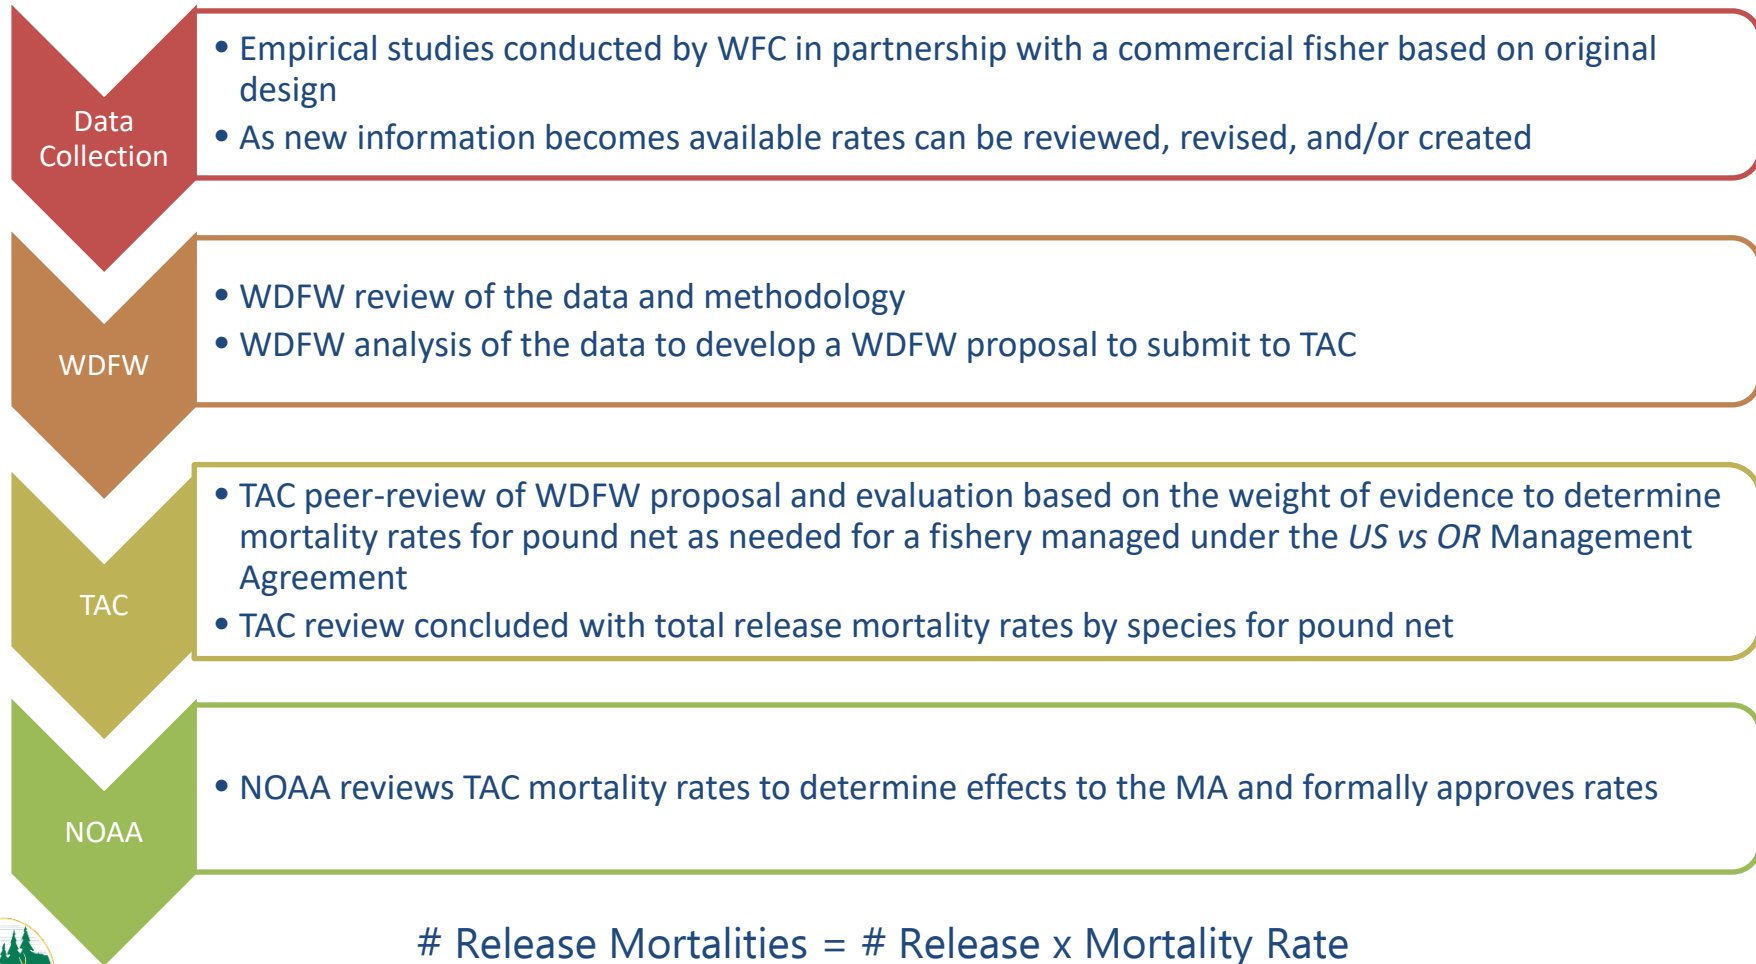 Data
Collection
• Empirical studies conducted by WFC in partnership with a commercial fisher based on original
design
• As new information becomes available rates can be reviewed, revised, and/or created
WDFW
• WDFW review of the data and methodology
• WDFW analysis of the data to develop a WDFW proposal to submit to TAC
TAC
• TAC peer-review of WDFW proposal and evaluation based on the weight of evidence to determine
mortality rates for pound net as needed for a fishery managed under the US vs OR Management
Agreement
• TAC review concluded with total release mortality rates by species for pound net
NOAA
• NOAA reviews TAC mortality rates to determine effects to the MA and formally approves rates
# Release Mortalities = # Release x Mortality Rate